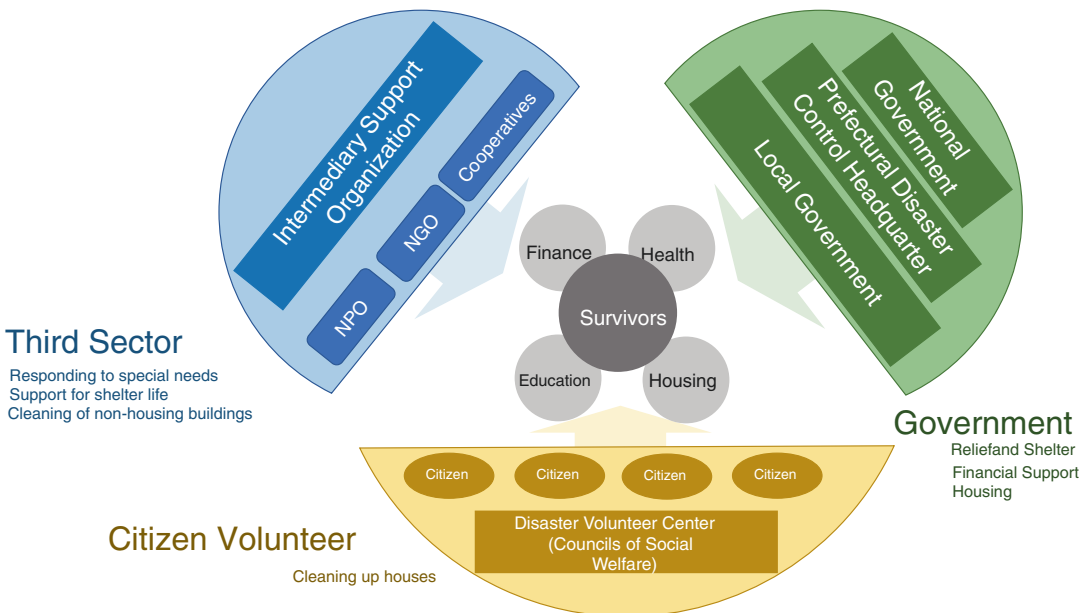 Intermediary Support
Organization
Cooperatives
NGO
NPO
Third Sector
Responding to special needs
Support for shelter life
Cleaning of non-housing buildings
National
Government
Prefectural Disaster
Control Headquarter
Local Government
Government
Reliefand Shelter
Financial Support
Housing
Finance
Health
Survivors
Education
Housing
Citizen
Citizen
Citizen
Citizen
Disaster Volunteer Center
(Councils of Social
Welfare)
Citizen Volunteer
Cleaning up houses